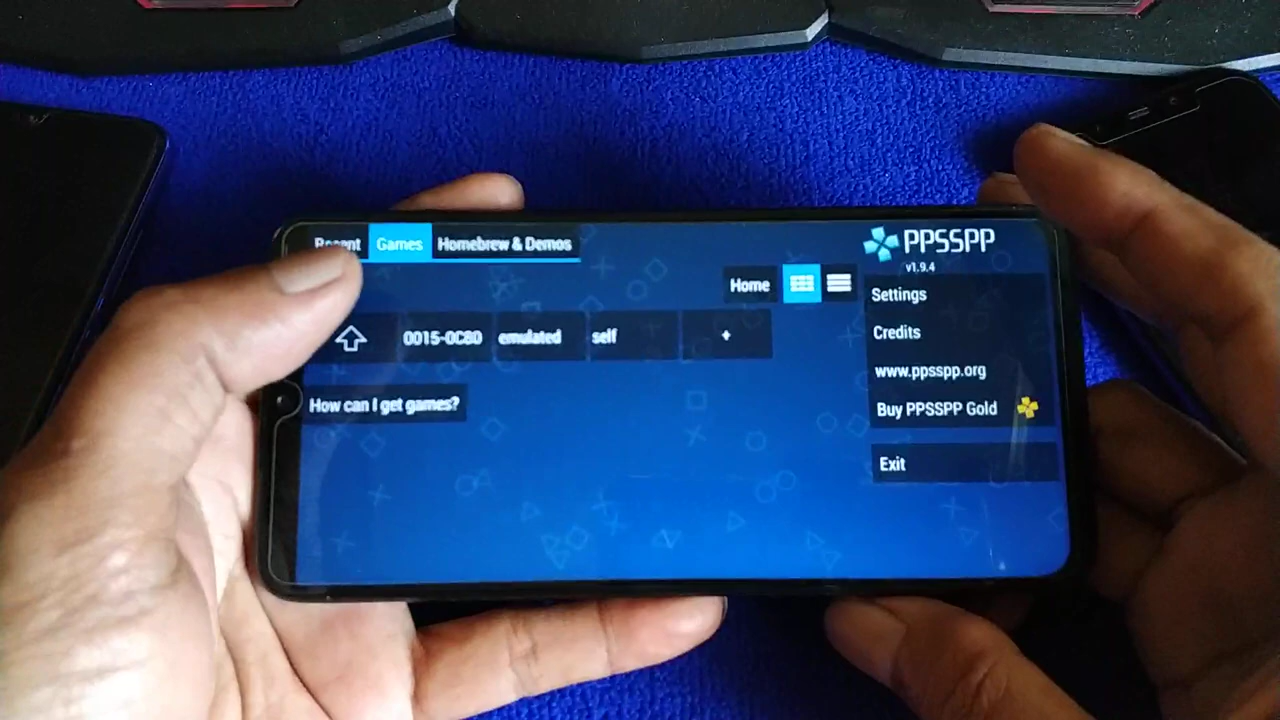 Recent Games Homebrew & Demos
PPSSPP
v1.9.4
Home
Settings
0015-0C80 emulated self +
Credits
www.ppsspp.org
How can I get games?
Buy PPSSPP Gold
Exit